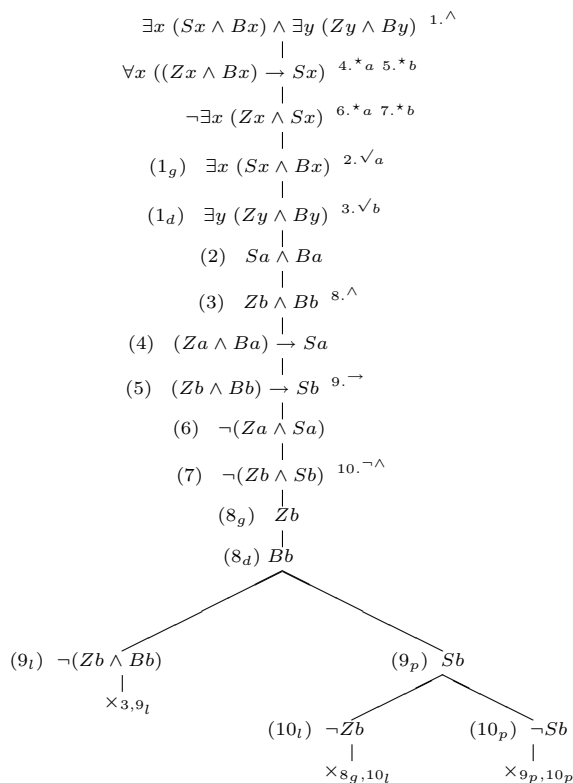 ∃x (Sx ∧ Bx) ∧ ∃y (Zy ∧ By) 1.∧
∀x ((Zx ∧ Bx) → Sx) 4.⋆a 5.⋆b
¬∃x (Zx ∧ Sx) 6.⋆a 7.⋆b
(1g) ∃x (Sx ∧ Bx) 2.√a
(1d) ∃y (Zy ∧ By) 3.√b
(2) Sa ∧ Ba
(3) Zb ∧ Bb 8.∧
(4) (Za ∧ Ba) → Sa
(5) (Zb ∧ Bb) → Sb 9.→
(6) ¬(Za ∧ Sa)
(7) ¬(Zb ∧ Sb) 10.¬∧
(8g) Zb
(8d) Bb
(9l) ¬(Zb ∧ Bb) (9p) Sb
×3,9l
(10l) ¬Zb (10p) ¬Sb
×8g,10l ×9p,10p